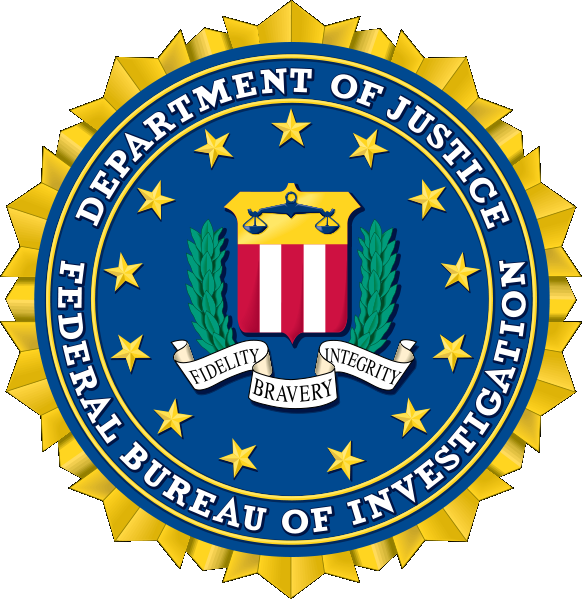 DEPARTMENT OF JUSTICE
FIDELITY
BRAVERY
INTEGRITY
FEDERAL BUREAU OF INVESTIGATION